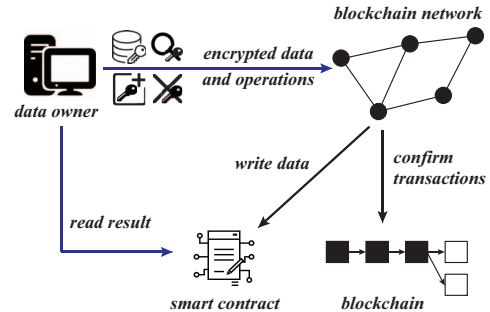 blockchain network
encrypted data
and operations
data owner
write data
confirm
transactions
read result
smart contract
blockchain